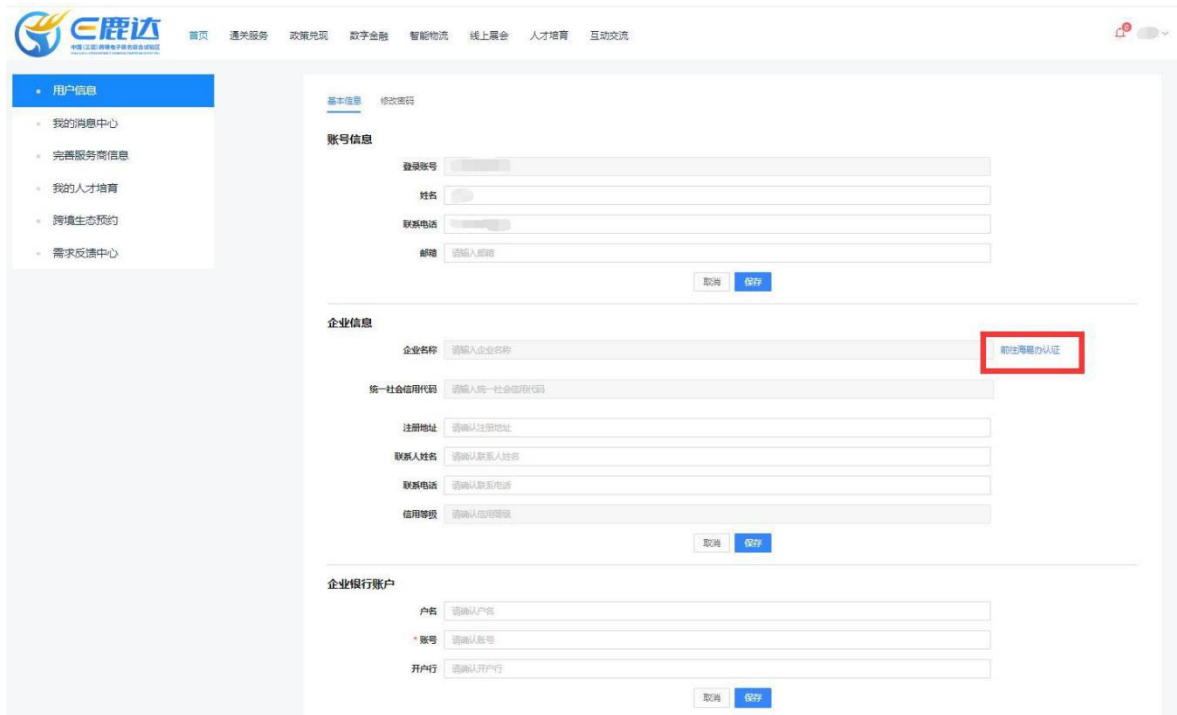 鹿达
首页 通关服务 政策兑现 数字金融 智能物流 线上展会 人才培育 互动交流
0
用户信息
我的消息中心
完善服务商信息
我的人才培育
跨境生态预约
需求反馈中心
基本信息 修改密码
账号信息
登录账号
姓名
联系电话
邮箱 请输入邮箱
取消 保存
企业信息
企业名称 请输入企业名称 前往海易办认证
统一社会信用代码 请输入统一社会信用代码
注册地址 请确认注册地址
联系人姓名 请确认联系人姓名
联系电话 请确认联系电话
信用等级 请确认信用等级
取消 保存
企业银行账户
户名 请确认户名
* 账号 请确认账号
开户行 请确认开户行
取消 保存